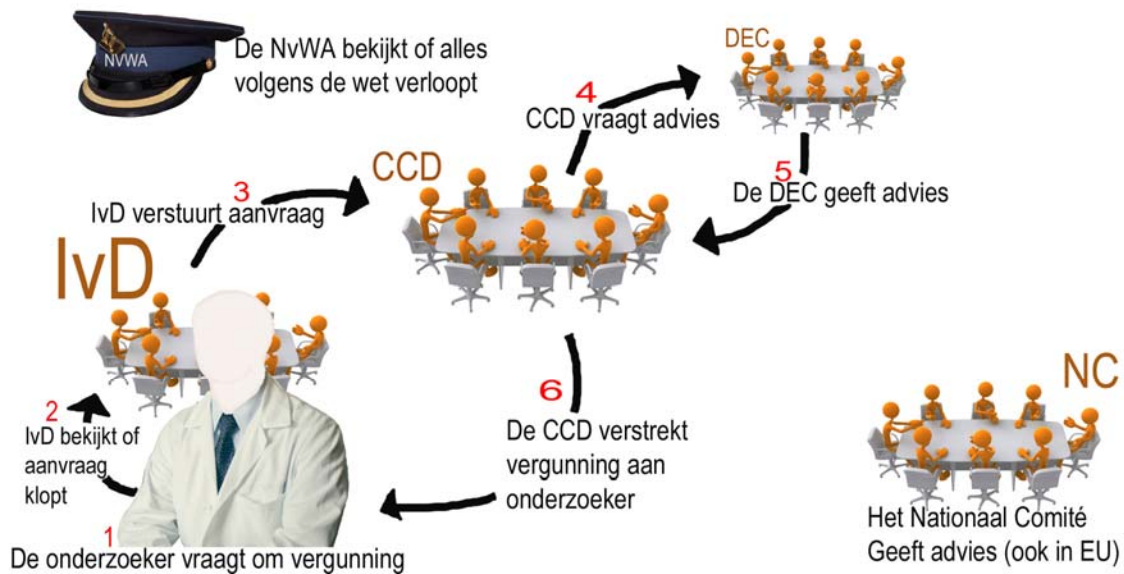 NVWA
De NvWA bekijkt of alles
volgens de wet verloopt
DEC
4
CCD vraagt advies
CCD
5
De DEC geeft advies
3
IvD verstuurt aanvraag
IvD
2
IvD bekijkt of
aanvraag
klopt
1
De onderzoeker vraagt om vergunning
6
De CCD verstrekt
vergunning aan
onderzoeker
NC
Het Nationaal Comité
Geeft advies (ook in EU)